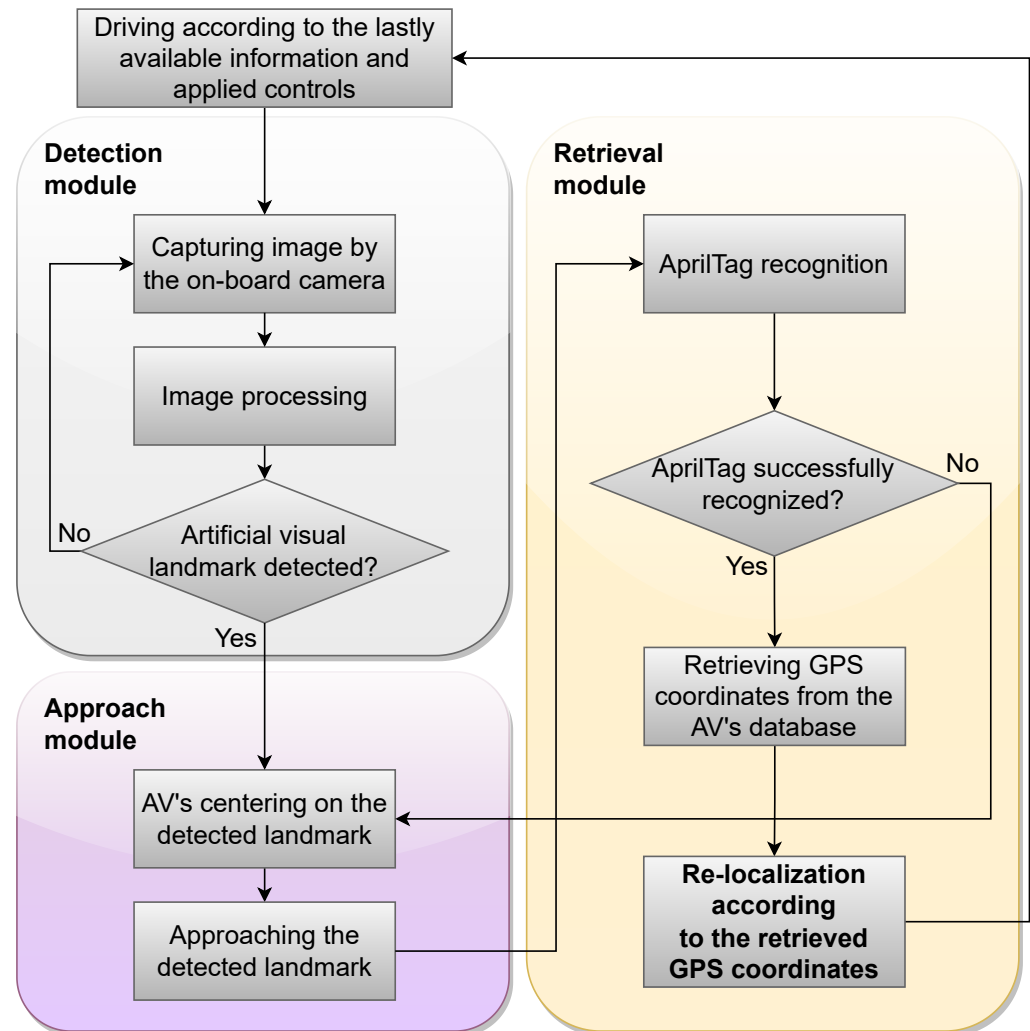 Driving according to the lastly
available information and
applied controls
Detection
module
Capturing image by
the on-board camera
Image processing
Artificial visual
landmark detected?
No
Yes
Approach
module
AV's centering on the
detected landmark
Approaching the
detected landmark
Retrieval
module
AprilTag recognition
AprilTag successfully
recognized?
No
Yes
Retrieving GPS
coordinates from the
AV's database
Re-localization
according
to the retrieved
GPS coordinates